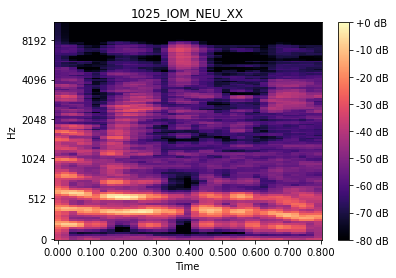 1025_IOM_NEU_XX
8192
4096
2048
1024
512
0
Hz
0.000 0.100 0.200 0.300 0.400 0.500 0.600 0.700 0.800
Time
+0 dB
-10 dB
-20 dB
-30 dB
-40 dB
-50 dB
-60 dB
-70 dB
-80 dB